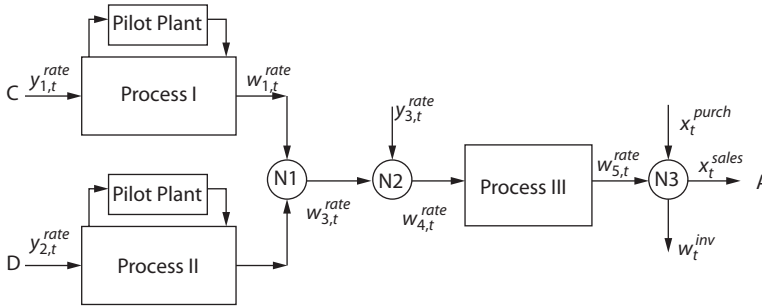 Pilot Plant
C
y_{1,t}^{rate}
Process I
w_{1,t}^{rate}
y_{3,t}^{rate}
x_t^{purch}
N1
N2
Process III
w_{5,t}^{rate}
N3
x_t^{sales}
A
w_{3,t}^{rate}
w_{4,t}^{rate}
w_t^{inv}
Pilot Plant
D
y_{2,t}^{rate}
Process II